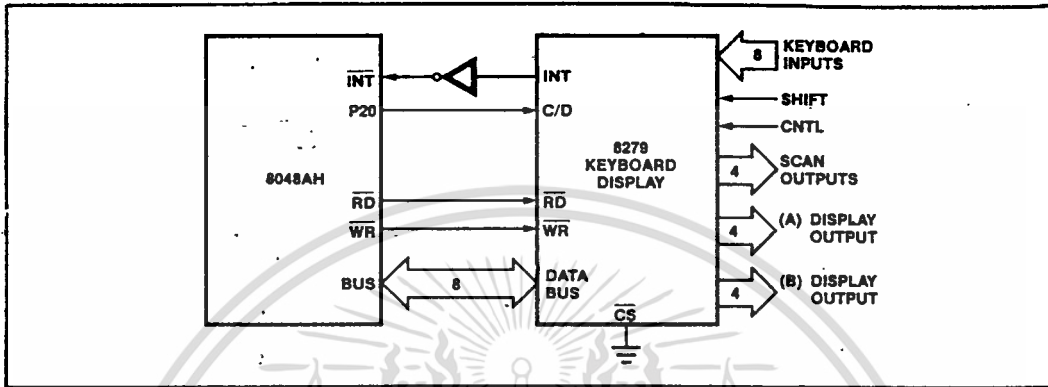 8048AH
INT
P20
RD
WR
BUS
8
INT
C/D
8279
KEYBOARD
DISPLAY
RD
WR
DATA
BUS
CS
8
KEYBOARD
INPUTS
SHIFT
CNTL
4
SCAN
OUTPUTS
4
(A) DISPLAY
OUTPUT
4
(B) DISPLAY
OUTPUT